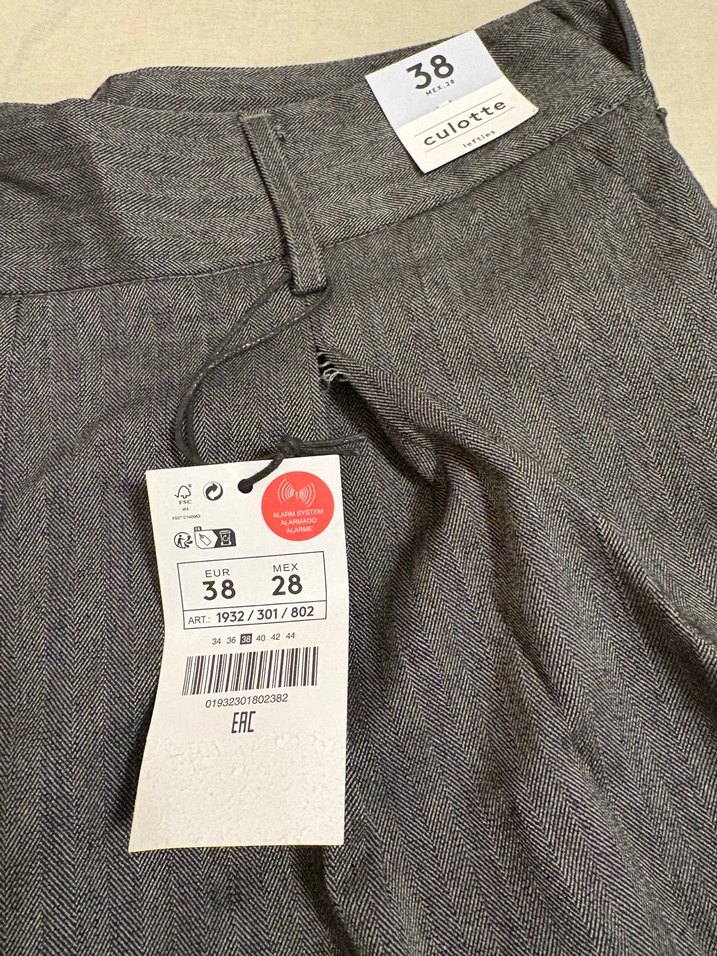 38
MEX.28
culotte
lefties
FSC
MIX
ALARM SYSTEM
ALARMADO
ALARME
EUR MEX
38 28
ART.: 1932 / 301 / 802
34 36 38 40 42 44
01932301802382
EAC